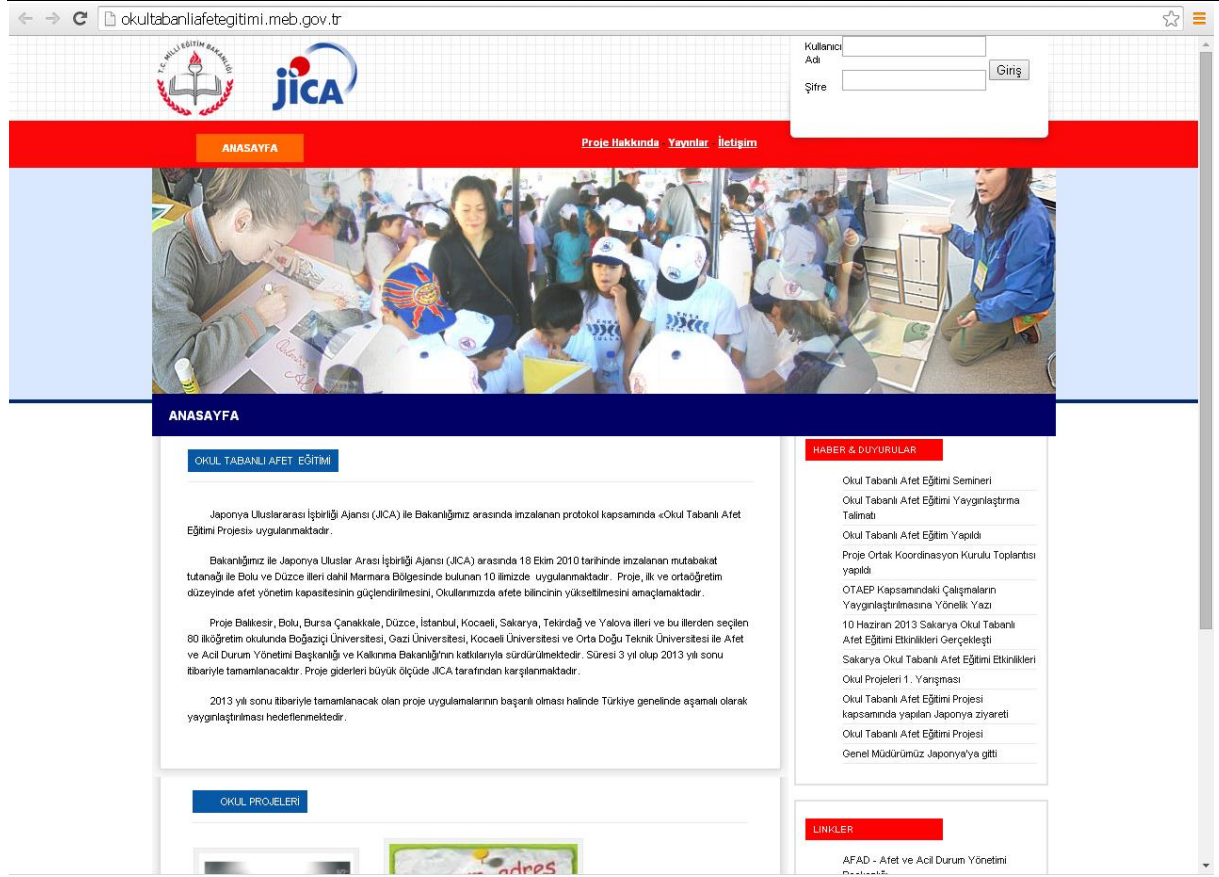 okultabanliafetegitimi.meb.gov.tr
T.C. MİLLİ EĞİTİM BAKANLIĞI
jICA
Kullanıcı
Adı
Şifre
Giriş
ANASAYFA
Proje Hakkında Yayınlar İletişim
ANASAYFA
OKUL TABANLI AFET EĞİTİMİ
Japonya Uluslararası İşbirliği Ajansı (JICA) ile Bakanlığımız arasında imzalanan protokol kapsamında «Okul Tabanlı Afet
Eğitimi Projesi» uygulanmaktadır.
Bakanlığımız ile Japonya Uluslar Arası İşbirliği Ajansı (JICA) arasında 18 Ekim 2010 tarihinde imzalanan mutabakat
tutanağı ile Bolu ve Düzce illeri dahil Marmara Bölgesinde bulunan 10 ilimizde uygulanmaktadır. Proje, ilk ve ortaöğretim
düzeyinde afet yönetim kapasitesinin güçlendirilmesini, Okullarımızda afete bilincinin yükseltilmesini amaçlamaktadır.
Proje Balıkesir, Bolu, Bursa Çanakkale, Düzce, İstanbul, Kocaeli, Sakarya, Tekirdağ ve Yalova illeri ve bu illerden seçilen
80 ilköğretim okulunda Boğaziçi Üniversitesi, Gazi Üniversitesi, Kocaeli Üniversitesi ve Orta Doğu Teknik Üniversitesi ile Afet
ve Acil Durum Yönetimi Başkanlığı ve Kalkınma Bakanlığı'nın katkılarıyla sürdürülmektedir. Süresi 3 yıl olup 2013 yılı sonu
itibariyle tamamlanacaktır. Proje giderleri büyük ölçüde JICA tarafından karşılanmaktadır.
2013 yılı sonu itibariyle tamamlanacak olan proje uygulamalarının başarılı olması halinde Türkiye genelinde aşamalı olarak
yaygınlaştırılması hedeflenmektedir.
OKUL PROJELERİ
adres
HABER & DUYURULAR
Okul Tabanlı Afet Eğitimi Semineri
Okul Tabanlı Afet Eğitimi Yaygınlaştırma
Talimatı
Okul Tabanlı Afet Eğitim Yapıldı
Proje Ortak Koordinasyon Kurulu Toplantısı
yapıldı
OTAEP Kapsamındaki Çalışmaların
Yaygınlaştırılmasına Yönelik Yazı
10 Haziran 2013 Sakarya Okul Tabanlı
Afet Eğitimi Etkinlikleri Gerçekleşti
Sakarya Okul Tabanlı Afet Eğitimi Etkinlikleri
Okul Projeleri 1. Yarışması
Okul Tabanlı Afet Eğitimi Projesi
kapsamında yapılan Japonya ziyareti
Okul Tabanlı Afet Eğitimi Projesi
Genel Müdürümüz Japonya'ya gitti
LINKLER
AFAD - Afet ve Acil Durum Yönetimi